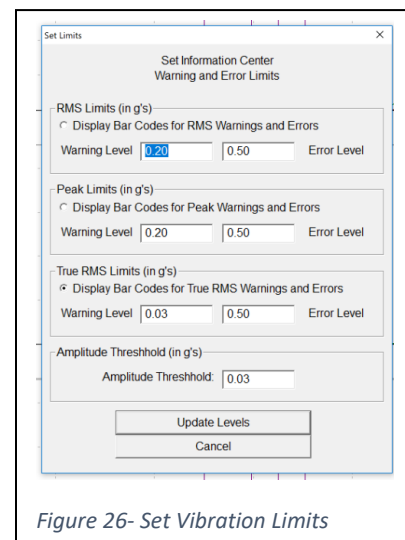 Set Limits
Set Information Center
Warning and Error Limits
RMS Limits (in g's)
Display Bar Codes for RMS Warnings and Errors
Warning Level 0.20 0.50 Error Level
Peak Limits (in g's)
Display Bar Codes for Peak Warnings and Errors
Warning Level 0.20 0.50 Error Level
True RMS Limits (in g's)
Display Bar Codes for True RMS Warnings and Errors
Warning Level 0.03 0.50 Error Level
Amplitude Threshhold (in g's)
Amplitude Threshhold: 0.03
Update Levels
Cancel
Figure 26- Set Vibration Limits